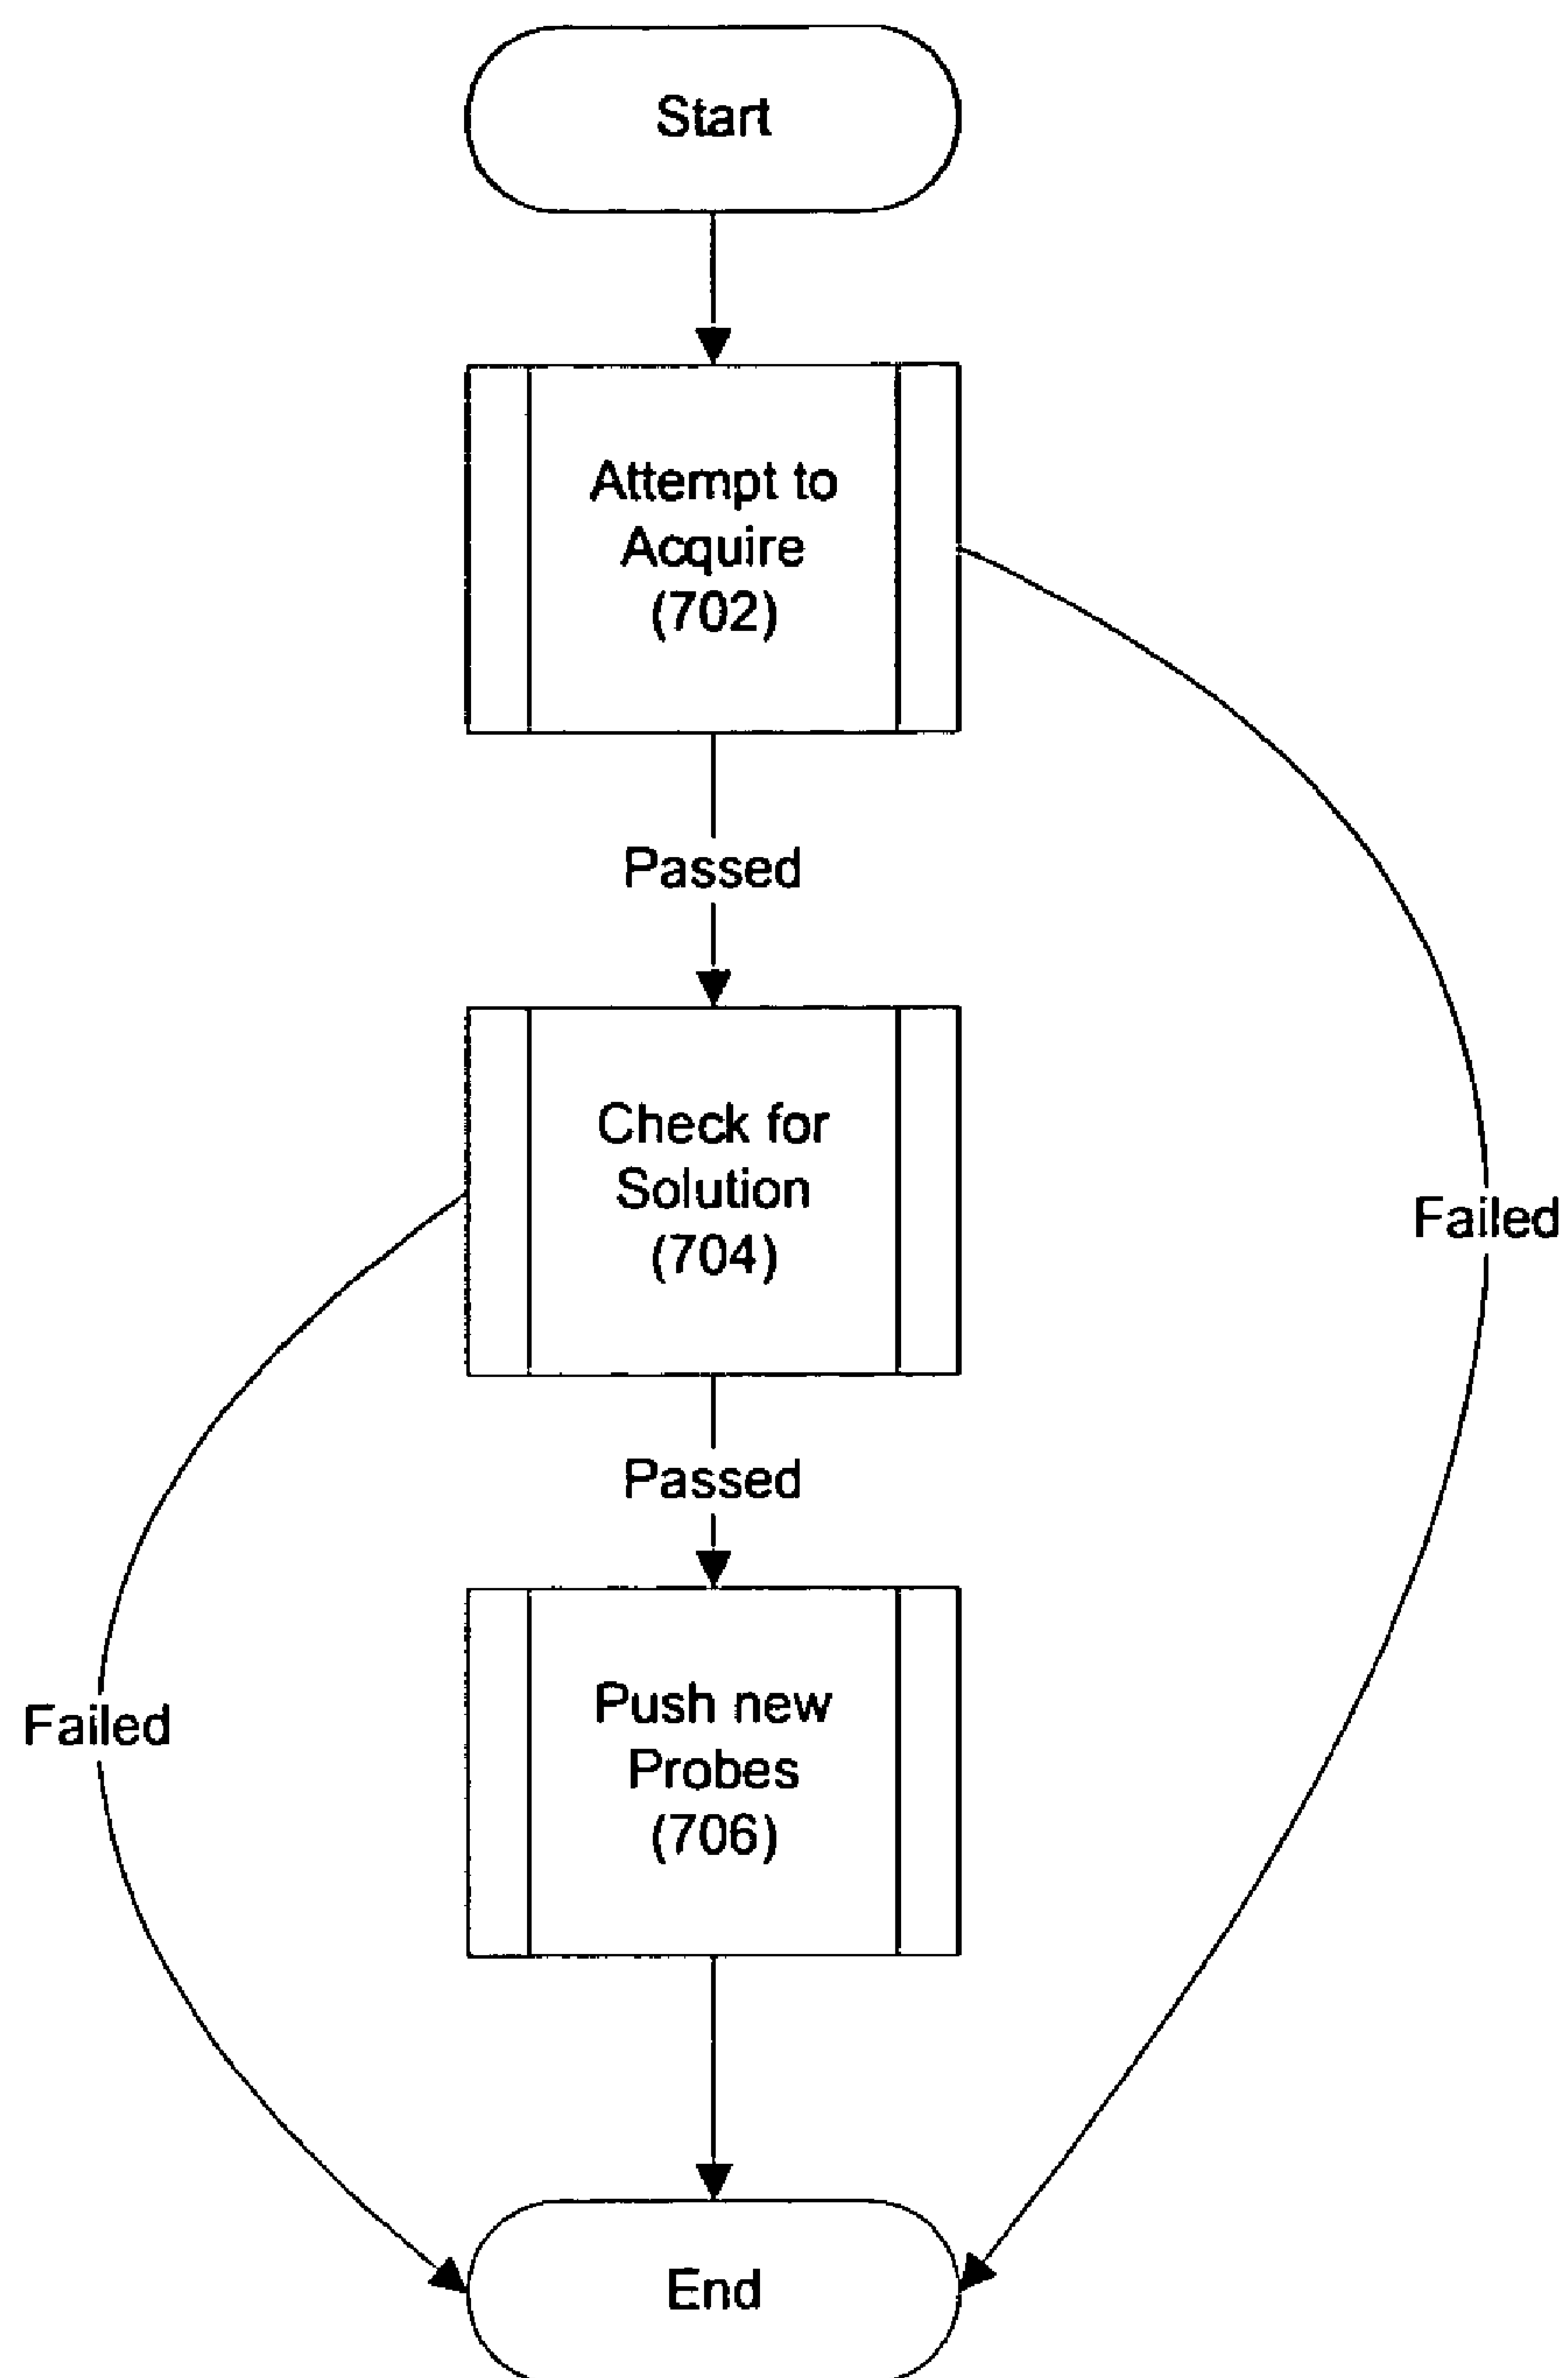 Start
Attempt to
Acquire
(702)
Passed
Check for
Solution
(704)
Failed
Passed
Push new
Probes
(706)
Failed
End